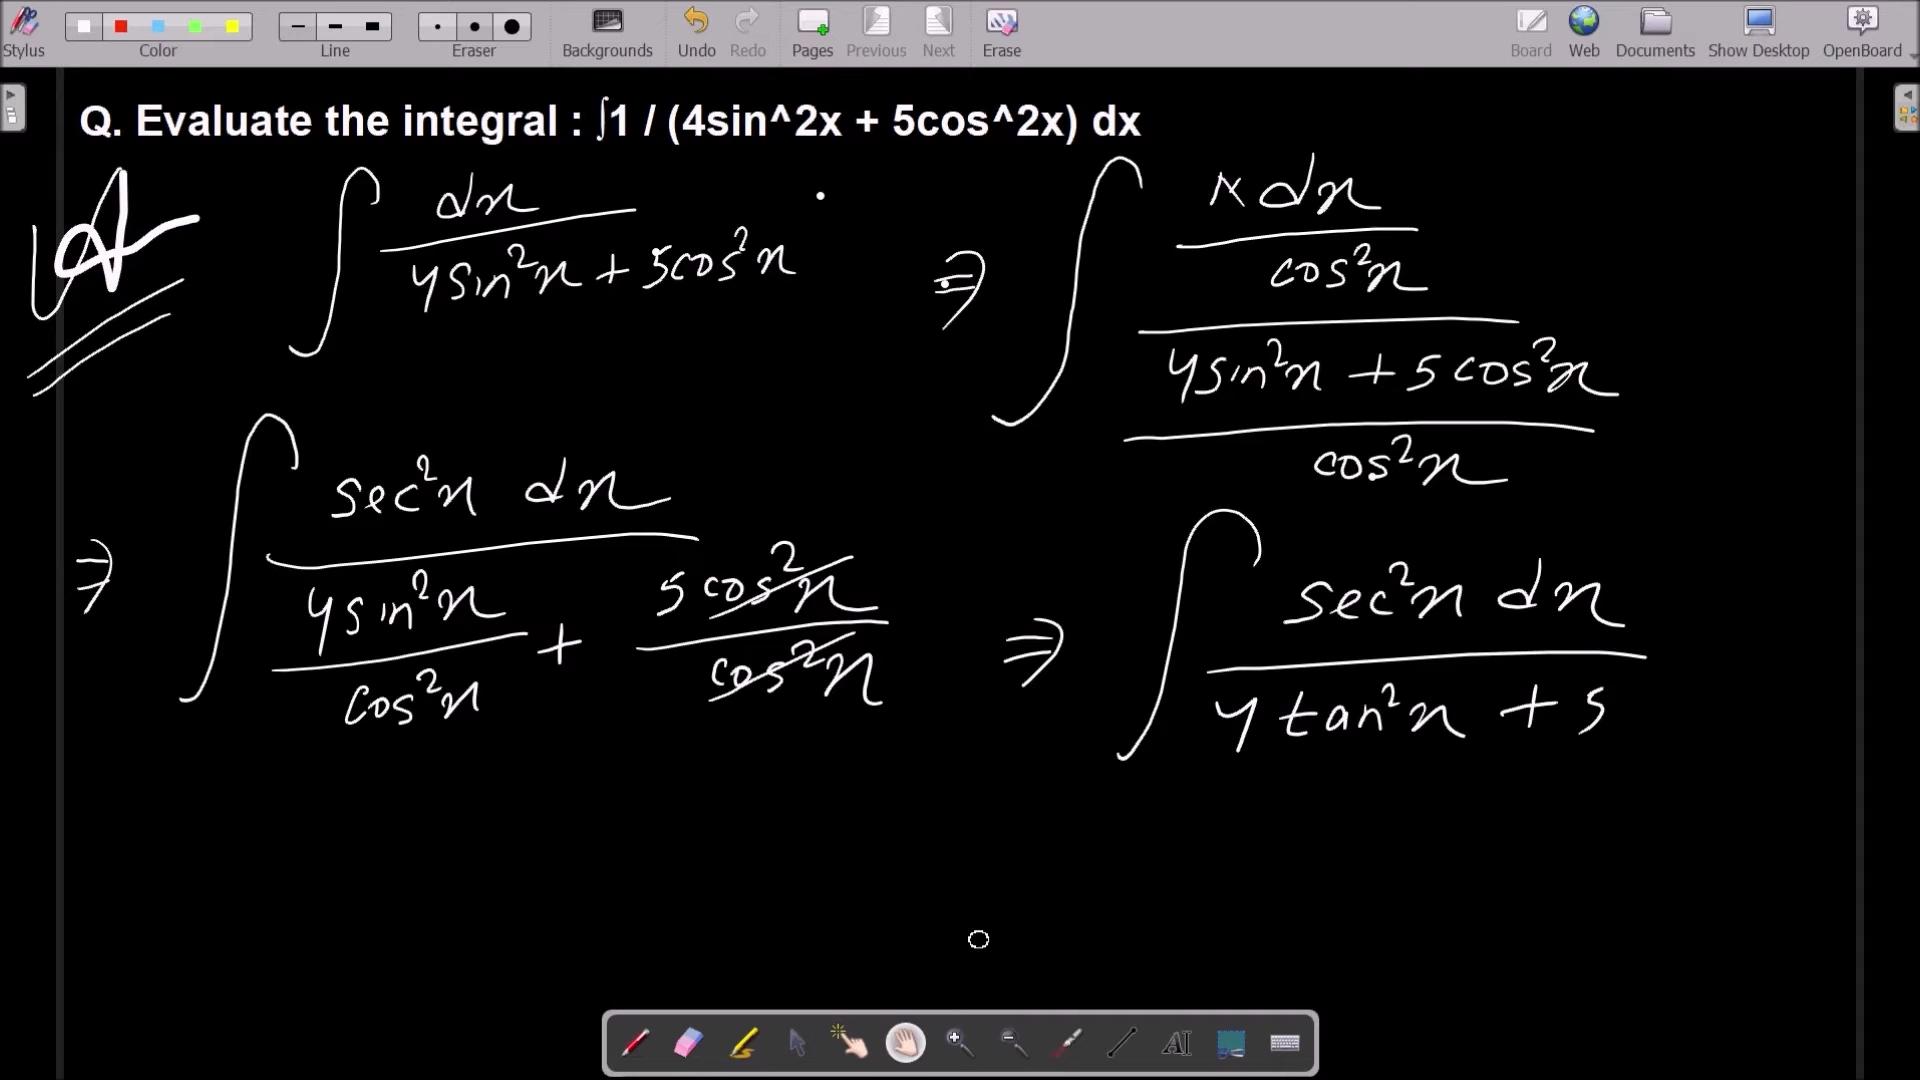 Stylus Color Line Eraser Backgrounds Undo Redo Pages Previous Next Erase Board Web Documents Show Desktop OpenBoard
Q. Evaluate the integral : ∫1 / (4sin^2x + 5cos^2x) dx
∫ dx / (4sin²x + 5cos²x) ⇒ ∫ (dx / cos²x) / ((4sin²x + 5cos²x) / cos²x)
⇒ ∫ sec²x dx / (4sin²x / cos²x + 5cos²x / cos²x) ⇒ ∫ sec²x dx / (4tan²x + 5)
AI